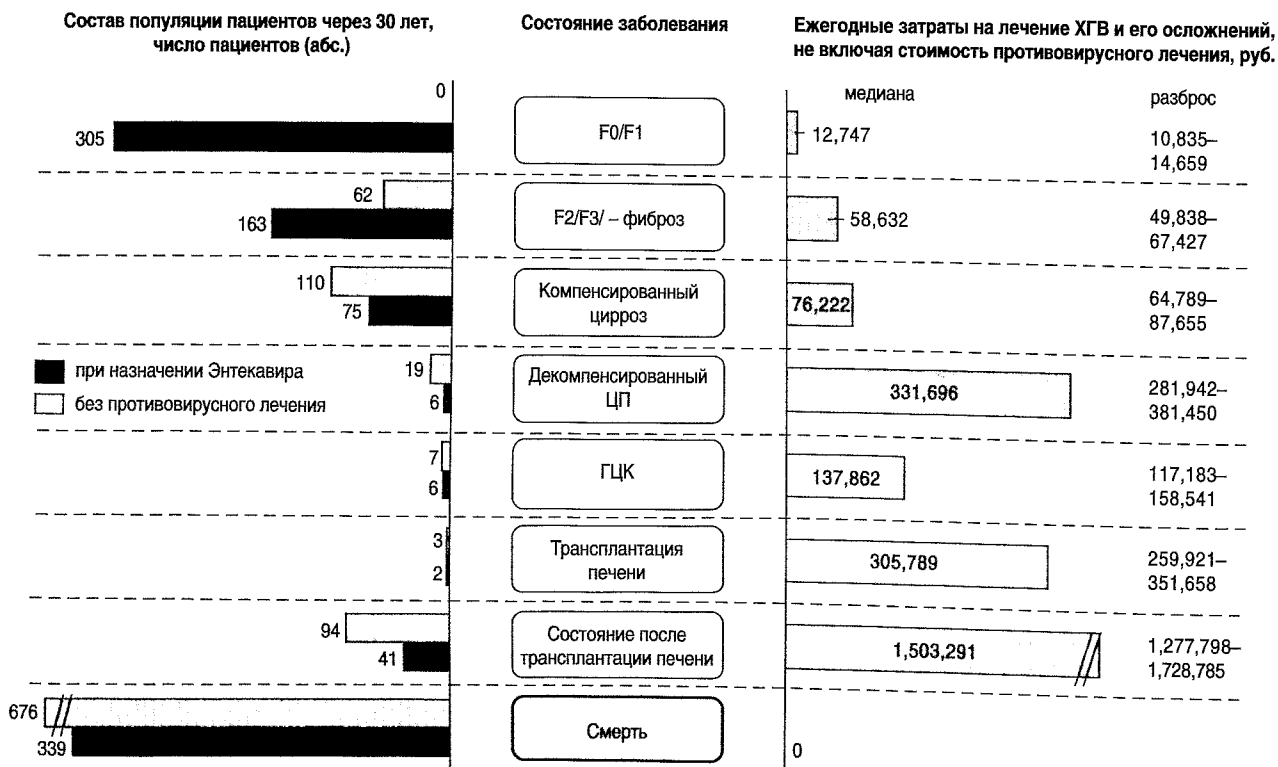 Состав популяции пациентов через 30 лет,
число пациентов (абс.)
Состояние заболевания
Ежегодные затраты на лечение ХГВ и его осложнений,
не включая стоимость противовирусного лечения, руб.
медиана
разброс
0
305
F0/F1
12,747
10,835–
14,659
62
163
F2/F3/ – фиброз
58,632
49,838–
67,427
110
75
Компенсированный
цирроз
76,222
64,789–
87,655
при назначении Энтекавира
без противовирусного лечения
19
6
Декомпенсированный
ЦП
331,696
281,942–
381,450
7
6
ГЦК
137,862
117,183–
158,541
3
2
Трансплантация
печени
305,789
259,921–
351,658
94
41
Состояние после
трансплантации печени
1,503,291
1,277,798–
1,728,785
676
339
Смерть
0